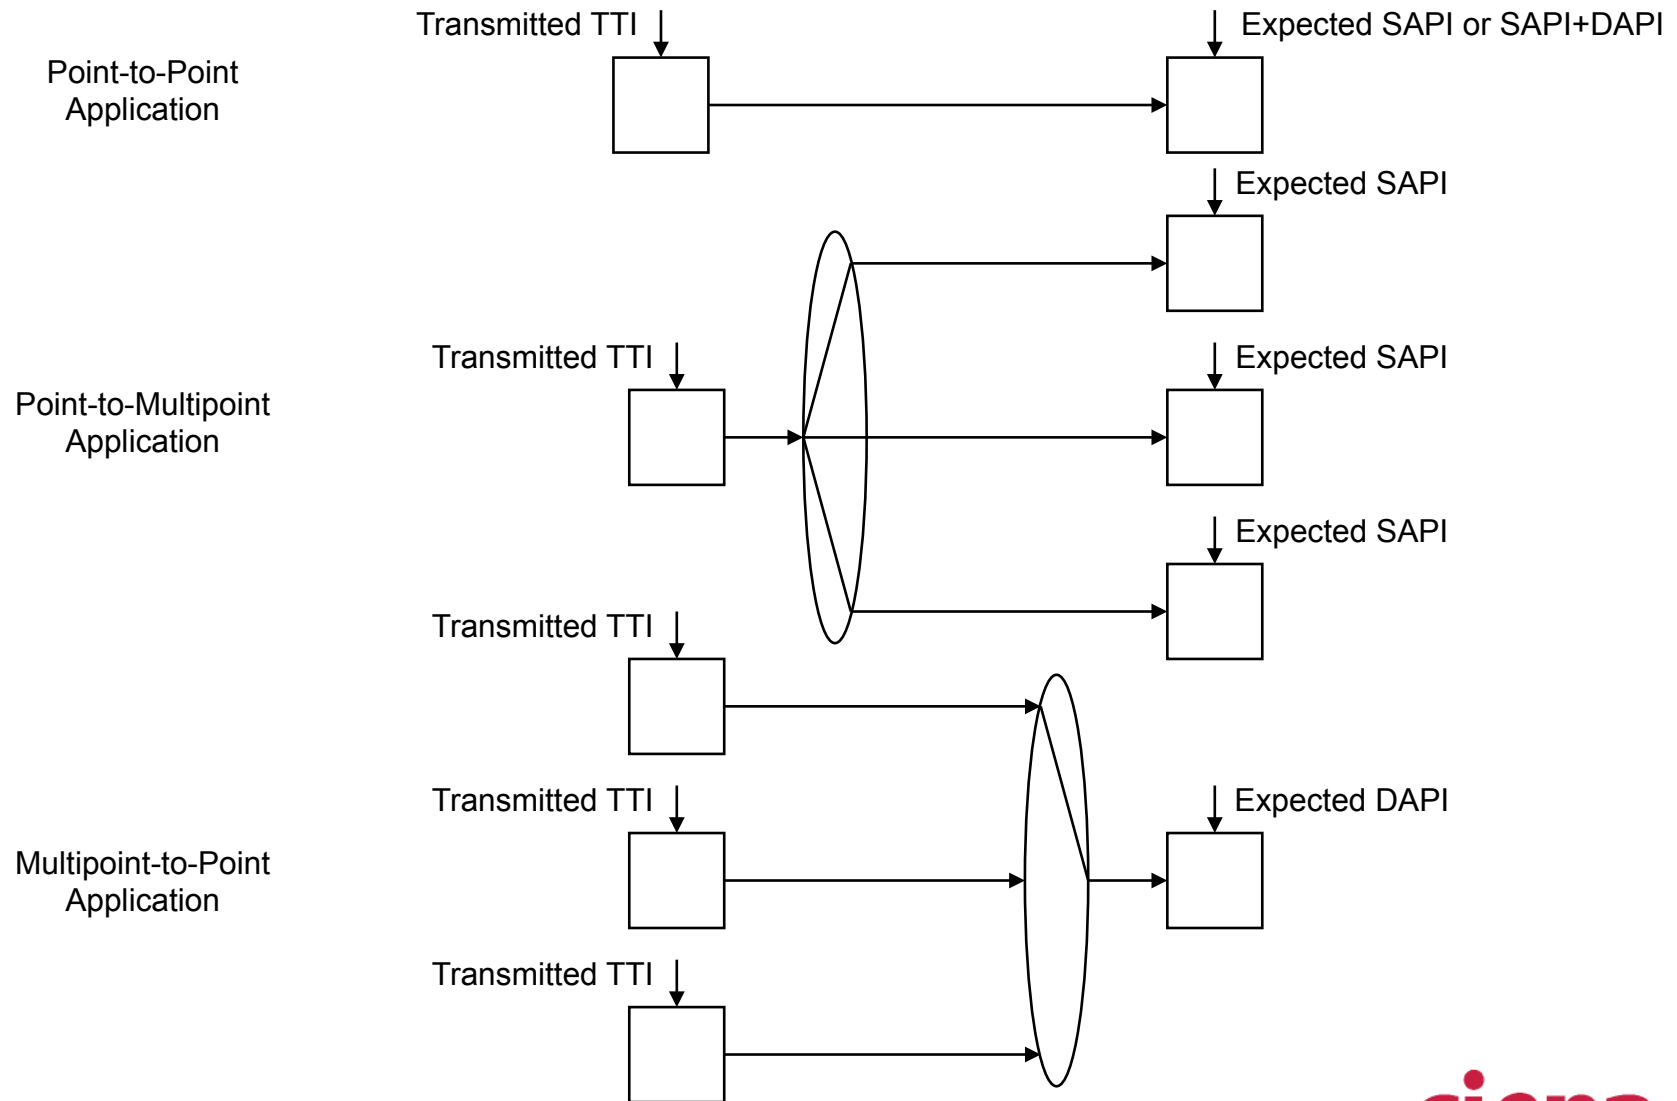 Transmitted TTI
Expected SAPI or SAPI+DAPI
Point-to-Point
Application
Expected SAPI
Transmitted TTI
Expected SAPI
Point-to-Multipoint
Application
Expected SAPI
Transmitted TTI
Transmitted TTI
Expected DAPI
Multipoint-to-Point
Application
Transmitted TTI